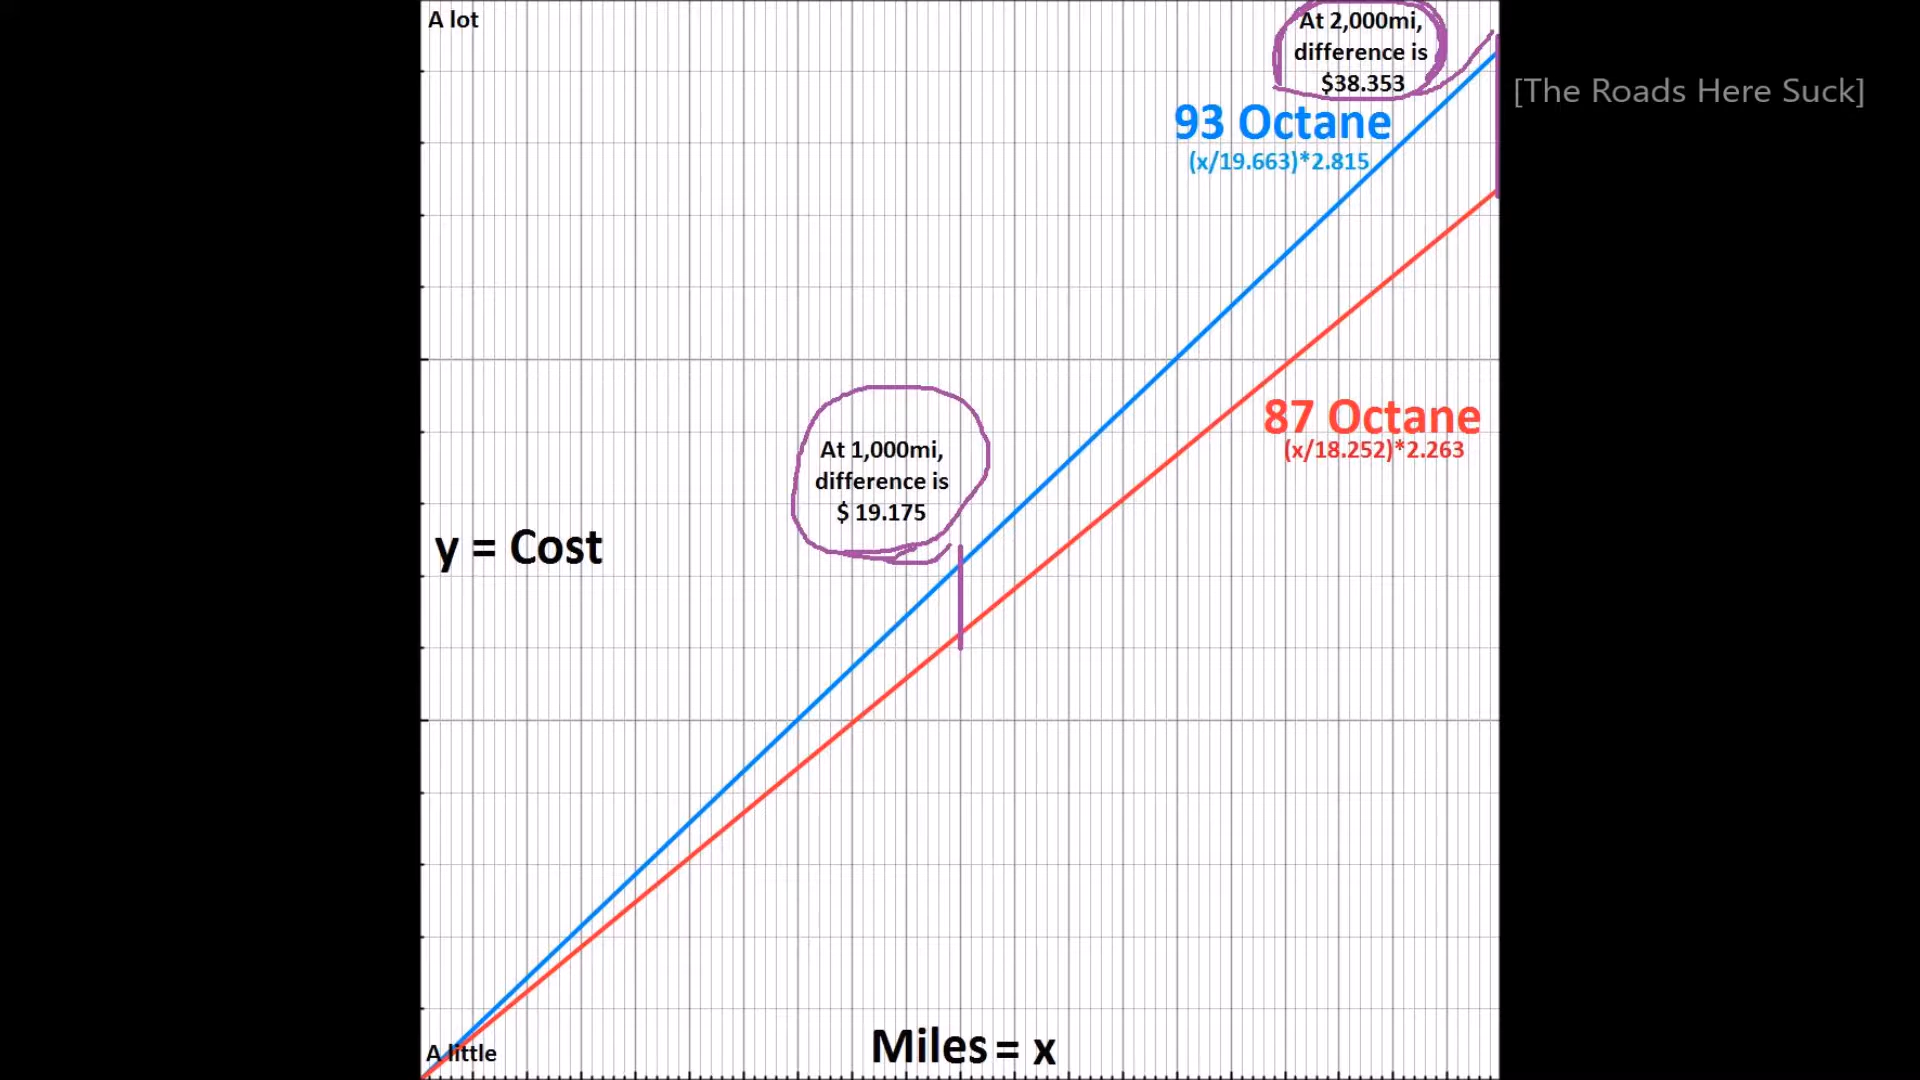 A lot
At 2,000mi,
difference is
$38.353
[The Roads Here Suck]
93 Octane
(x/19.663)*2.815
87 Octane
(x/18.252)*2.263
At 1,000mi,
difference is
$ 19.175
y = Cost
A little
Miles = x